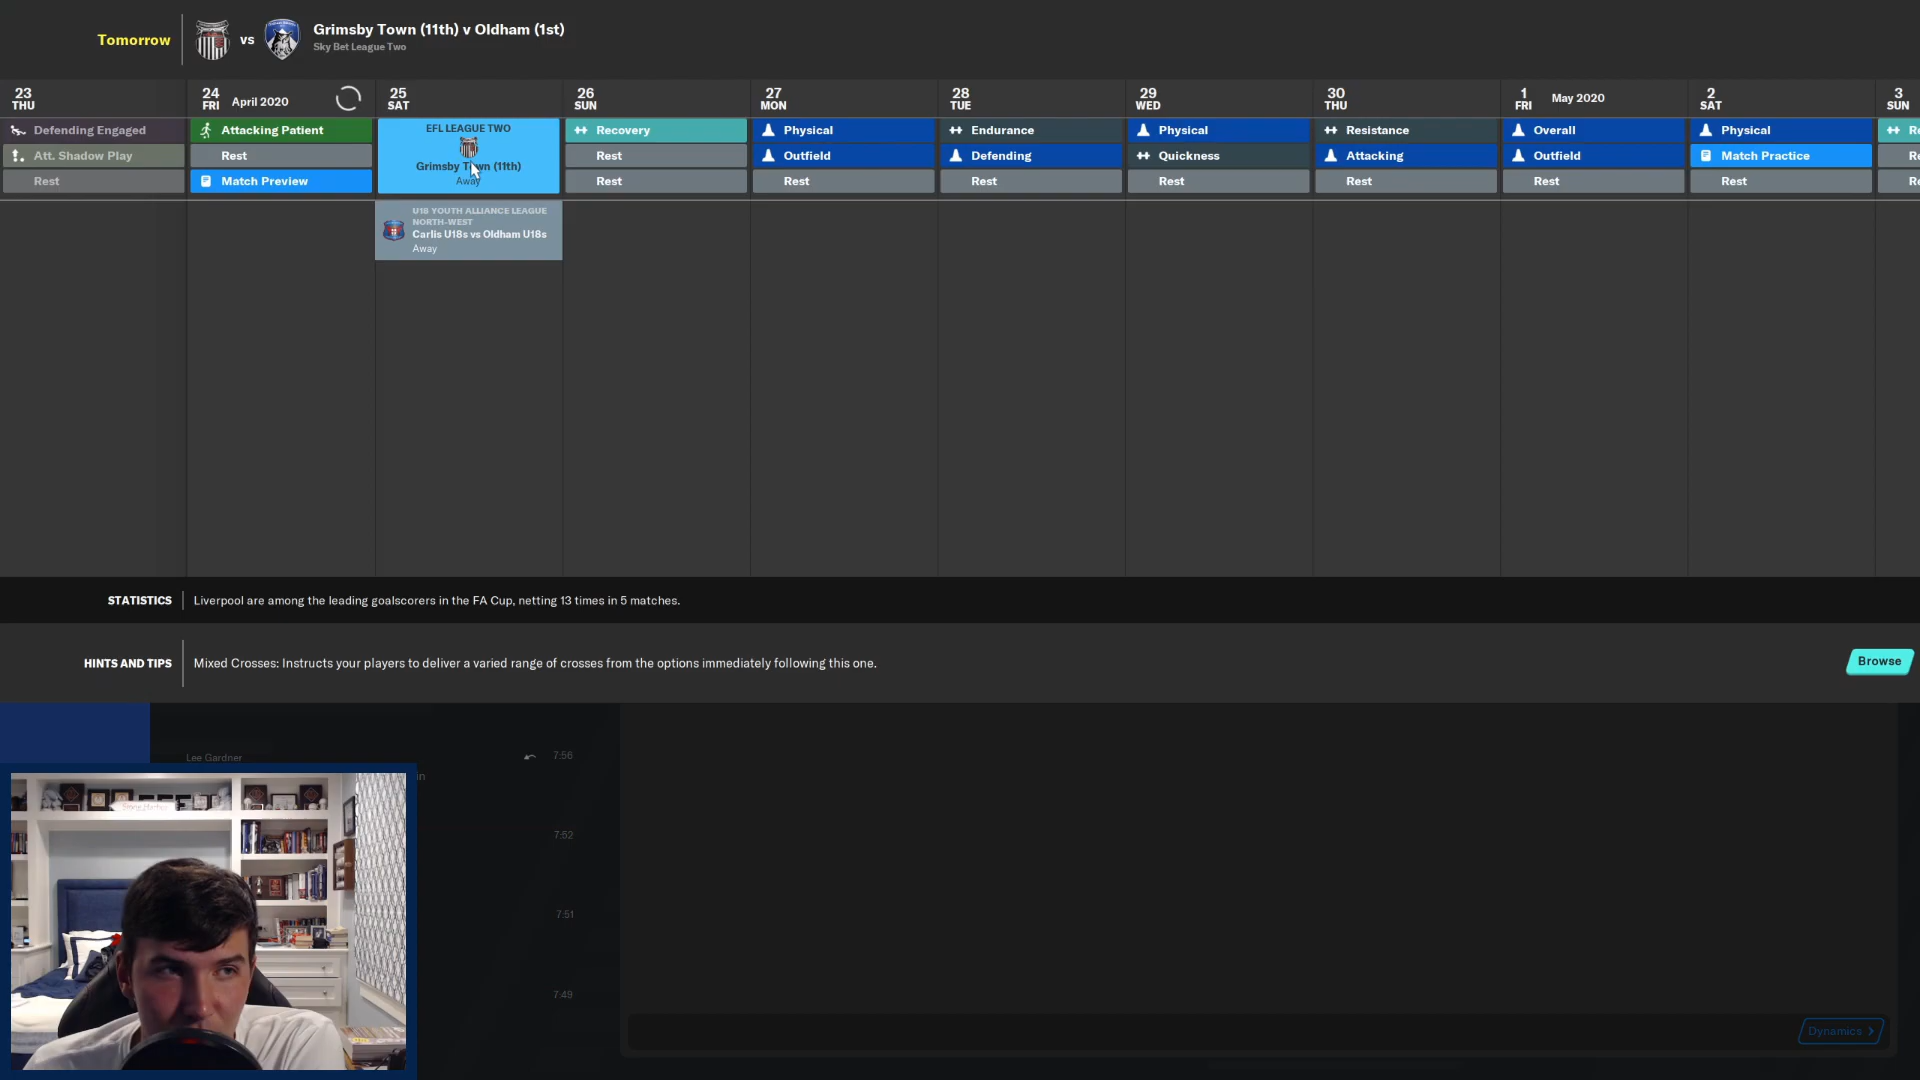 Tomorrow
vs
Grimsby Town (11th) v Oldham (1st)
Sky Bet League Two
23
THU
24
FRI
April 2020
25
SAT
26
SUN
27
MON
28
TUE
29
WED
30
THU
1
FRI
May 2020
2
SAT
3
SUN
Defending Engaged
Attacking Patient
EFL LEAGUE TWO
Recovery
Physical
Endurance
Physical
Resistance
Overall
Physical
Att. Shadow Play
Rest
Grimsby Town (11th)
Rest
Outfield
Defending
Quickness
Attacking
Outfield
Match Practice
Rest
Match Preview
Away
Rest
Rest
Rest
Rest
Rest
Rest
Rest
U18 YOUTH ALLIANCE LEAGUE
NORTH-WEST
Carlis U18s vs Oldham U18s
Away
STATISTICS
Liverpool are among the leading goalscorers in the FA Cup, netting 13 times in 5 matches.
HINTS AND TIPS
Mixed Crosses: Instructs your players to deliver a varied range of crosses from the options immediately following this one.
Browse
Lee Gardner
7:56
in
7:52
7:51
7:49
Dynamics